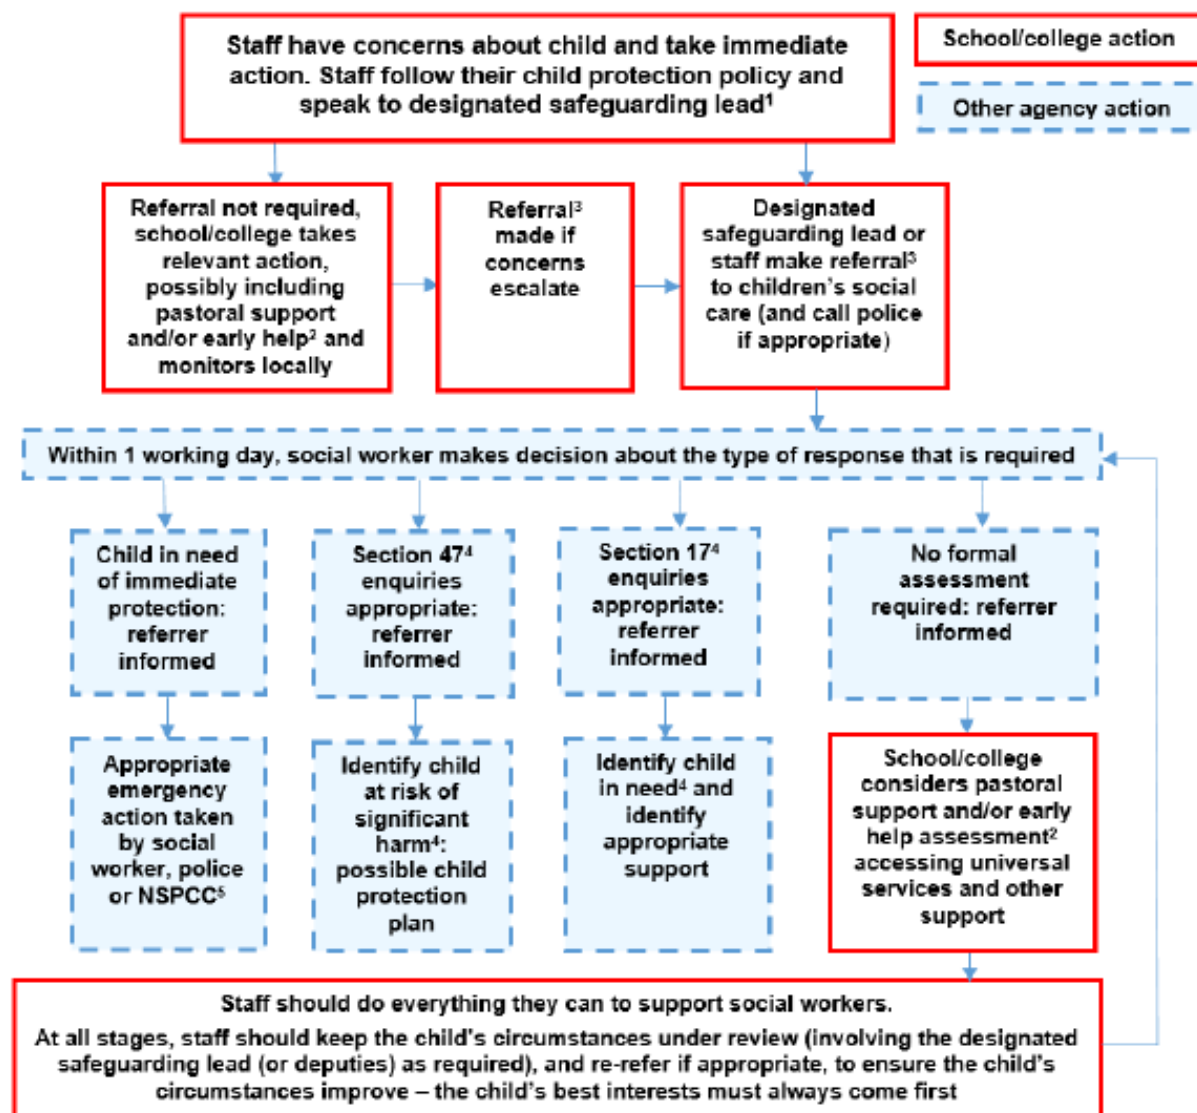 Staff have concerns about child and take immediate
action. Staff follow their child protection policy and
speak to designated safeguarding lead¹
School/college action
Other agency action
Referral not required,
school/college takes
relevant action,
possibly including
pastoral support
and/or early help² and
monitors locally
Referral³
made if
concerns
escalate
Designated
safeguarding lead or
staff make referral³
to children's social
care (and call police
if appropriate)
Within 1 working day, social worker makes decision about the type of response that is required
Child in need
of immediate
protection:
referrer
informed
Section 47⁴
enquiries
appropriate:
referrer
informed
Section 17⁴
enquiries
appropriate:
referrer
informed
No formal
assessment
required: referrer
informed
Appropriate
emergency
action taken
by social
worker, police
or NSPCC⁵
Identify child
at risk of
significant
harm⁴:
possible child
protection
plan
Identify child
in need⁴ and
identify
appropriate
support
School/college
considers pastoral
support and/or early
help assessment²
accessing universal
services and other
support
Staff should do everything they can to support social workers.
At all stages, staff should keep the child's circumstances under review (involving the designated
safeguarding lead (or deputies) as required), and re-refer if appropriate, to ensure the child's
circumstances improve – the child's best interests must always come first